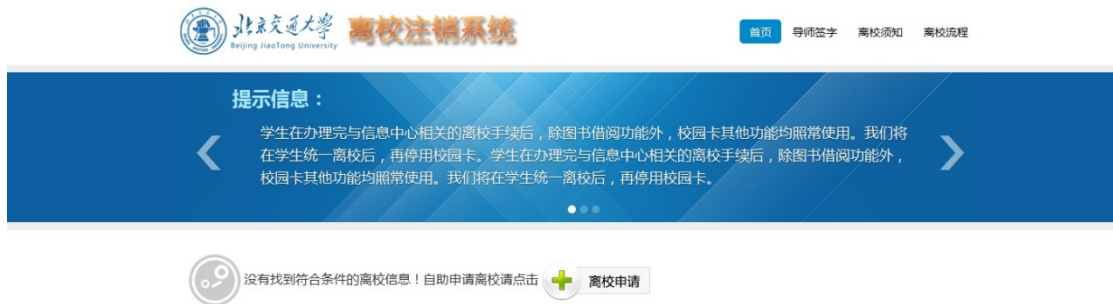 北京交通大学 离校注销系统
Beijing JiaoTong University
首页 导师签字 离校须知 离校流程
提示信息：
学生在办理完与信息中心相关的离校手续后，除图书借阅功能外，校园卡其他功能均照常使用。我们将
在学生统一离校后，再停用校园卡。学生在办理完与信息中心相关的离校手续后，除图书借阅功能外，
校园卡其他功能均照常使用。我们将在学生统一离校后，再停用校园卡。
没有找到符合条件的离校信息！自助申请离校请点击 离校申请